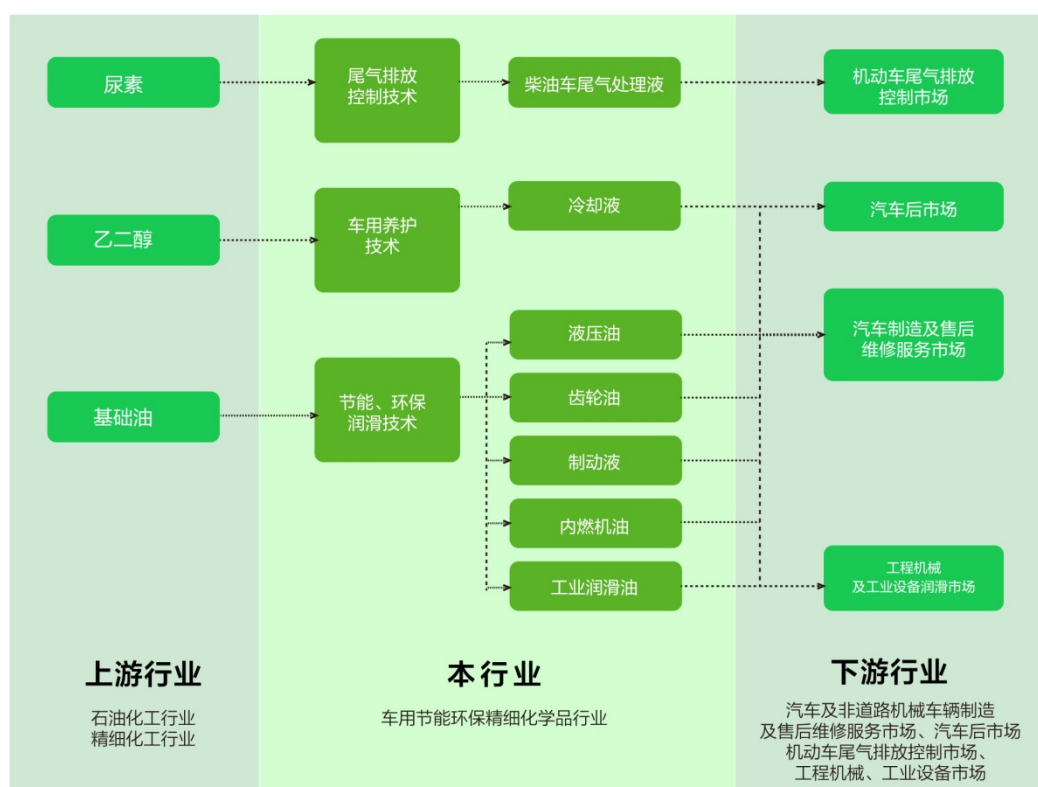 尿素
尾气排放
控制技术
柴油车尾气处理液
机动车尾气排放
控制市场
乙二醇
车用养护
技术
冷却液
汽车后市场
液压油
汽车制造及售后
维修服务市场
基础油
节能、环保
润滑技术
齿轮油
制动液
内燃机油
工业润滑油
工程机械
及工业设备润滑市场
上游行业
石油化工行业
精细化工行业
本行业
车用节能环保精细化学品行业
下游行业
汽车及非道路机械车辆制造
及售后维修服务市场、汽车后市场
机动车尾气排放控制市场、
工程机械、工业设备市场